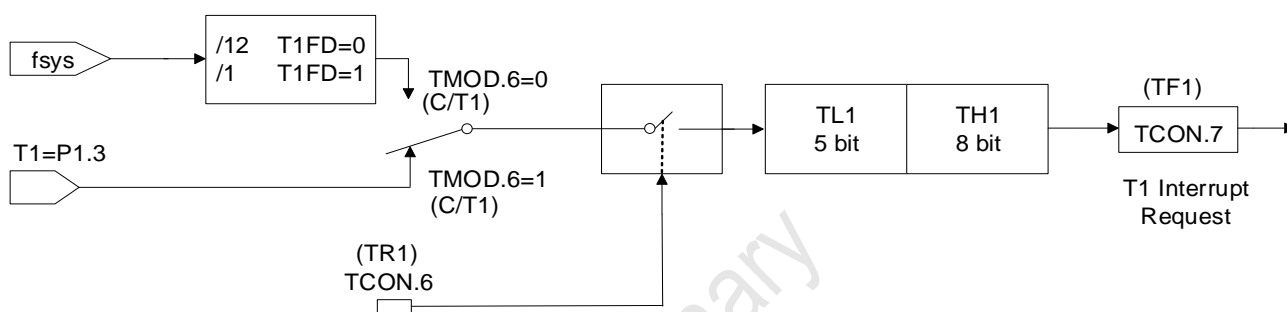 fsys
/12 T1FD=0
/1 T1FD=1
TMOD.6=0
(C/T1)
T1=P1.3
TMOD.6=1
(C/T1)
(TR1)
TCON.6
TL1
5 bit
TH1
8 bit
(TF1)
TCON.7
T1 Interrupt
Request